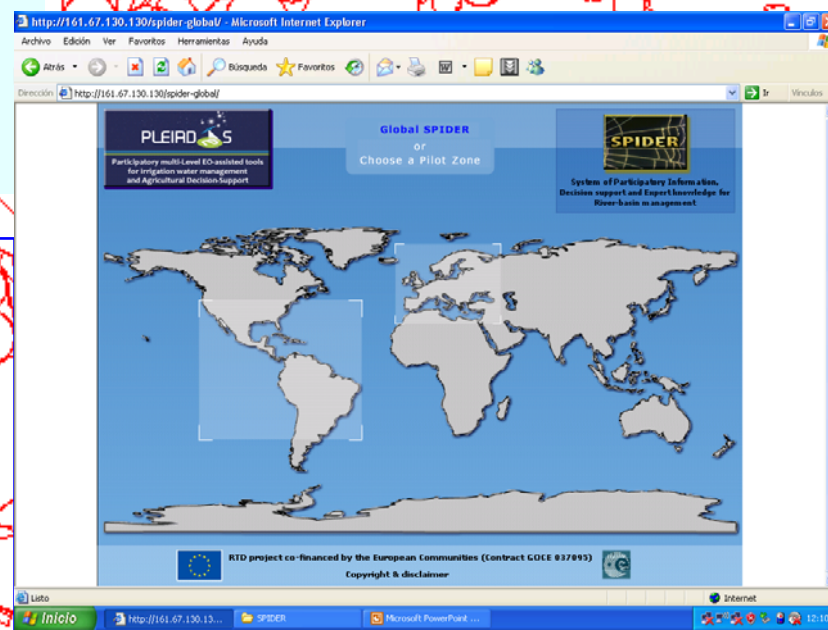 http://161.67.130.130/spider-global/ - Microsoft Internet Explorer
Archivo Edición Ver Favoritos Herramientas Ayuda
Atrás Búsqueda Favoritos
Dirección http://161.67.130.130/spider-global/ Ir Vínculos
PLEIADeS
Participatory multi-Level EO-assisted tools
for Irrigation water management
and Agricultural Decision-Support
Global SPIDER
or
Choose a Pilot Zone
SPIDER
System of Participatory Information,
Decision support and Expert knowledge for
River-basin management
RTD project co-financed by the European Communities (Contract GOCE 037095)
Copyright & disclaimer
Listo Internet
Inicio http://161.67.130.13... SPIDER Microsoft PowerPoint ... 12:10